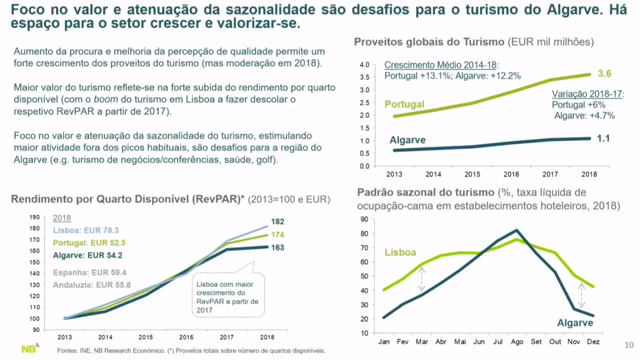 Foco no valor e atenuação da sazonalidade são desafios para o turismo do Algarve. Há
espaço para o setor crescer e valorizar-se.
Aumento da procura e melhoria da percepção de qualidade permite um
forte crescimento dos proveitos do turismo (mas moderação em 2018).
Maior valor do turismo reflete-se na forte subida do rendimento por quarto
disponível (com o boom do turismo em Lisboa a fazer descolar o
respetivo RevPAR a partir de 2017).
Foco no valor e atenuação da sazonalidade do turismo, estimulando
maior atividade fora dos picos habituais, são desafios para a região do
Algarve (e.g. turismo de negócios/conferências, saúde, golf).
Proveitos globais do Turismo (EUR mil milhões)
4.0
3.5
3.0
2.5
2.0
1.5
1.0
0.5
0.0
Crescimento Médio 2014-18:
Portugal +13.1%; Algarve: +12.2%
3.6
Portugal
Variação 2018-17:
Portugal +6%
Algarve: +4.7%
Algarve
1.1
2013 2014 2015 2016 2017 2018
Rendimento por Quarto Disponível (RevPAR)* (2013=100 e EUR)
190
180
170
160
150
140
130
120
110
100
90
2018
Lisboa: EUR 78.3
Portugal: EUR 52.5
Algarve: EUR 54.2
Espanha: EUR 59.4
Andaluzia: EUR 55.8
182
174
163
Lisboa com maior
crescimento do
RevPAR a partir de
2017
2013 2014 2015 2016 2017 2018
Padrão sazonal do turismo (%, taxa líquida de
ocupação-cama em estabelecimentos hoteleiros, 2018)
90
80
70
60
50
40
30
20
10
Lisboa
Algarve
Jan Fev Mar Abr Mai Jun Jul Ago Set Out Nov Dez
NB
Fontes: INE, NB Research Económico. (*) Proveitos totais sobre número de quartos disponíveis.
10